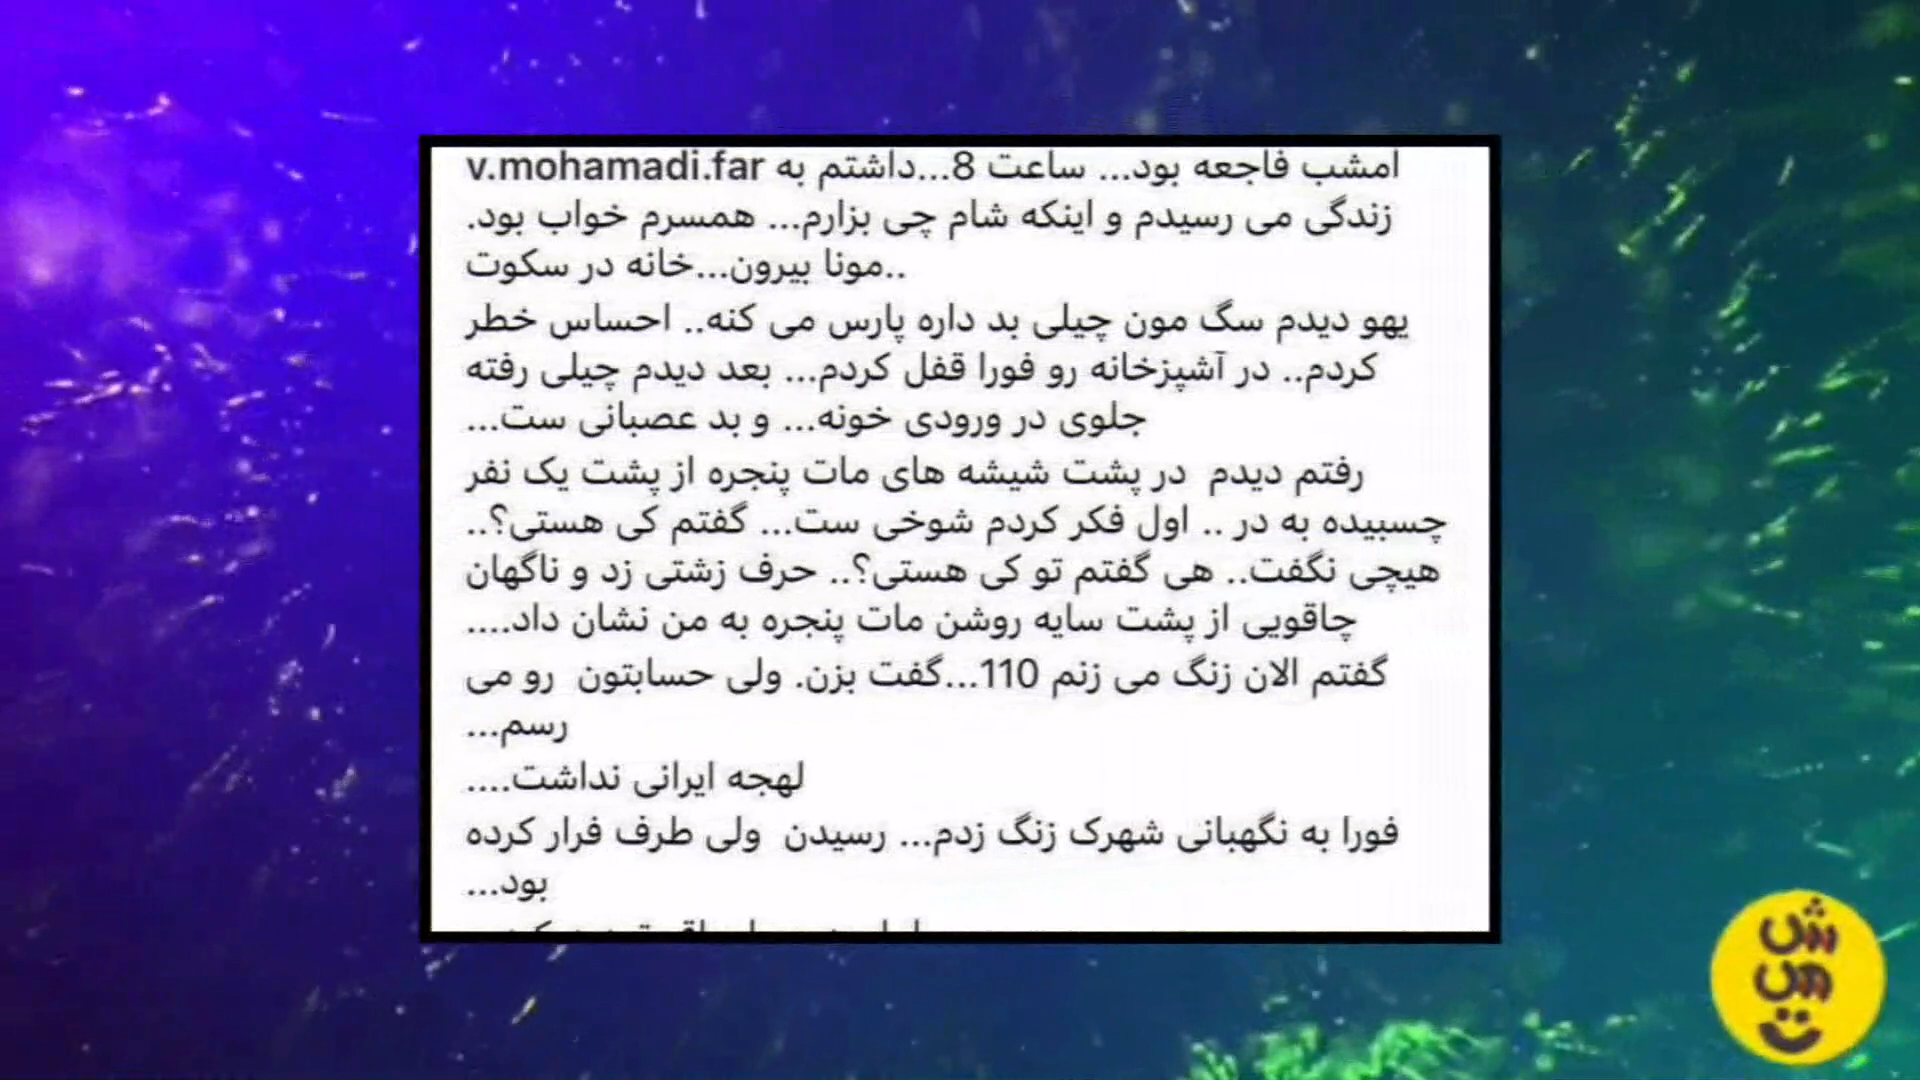 v.mohamadi.far امشب فاجعه بود... ساعت 8...داشتم به
زندگی می رسیدم و اینکه شام چی بزارم... همسرم خواب بود.
..مونا بیرون...خانه در سکوت
یهو دیدم سگ مون چیلی بد داره پارس می کنه.. احساس خطر
کردم.. در آشپزخانه رو فورا قفل کردم... بعد دیدم چیلی رفته
جلوی در ورودی خونه... و بد عصبانی ست...
رفتم دیدم در پشت شیشه های مات پنجره از پشت یک نفر
چسبیده به در .. اول فکر کردم شوخی ست... گفتم کی هستی؟..
هیچی نگفت.. هی گفتم تو کی هستی؟.. حرف زشتی زد و ناگهان
چاقویی از پشت سایه روشن مات پنجره به من نشان داد....
گفتم الان زنگ می زنم 110...گفت بزن. ولی حسابتون رو می
رسم...
لهجه ایرانی نداشت....
فورا به نگهبانی شهرک زنگ زدم... رسیدن ولی طرف فرار کرده
بود...